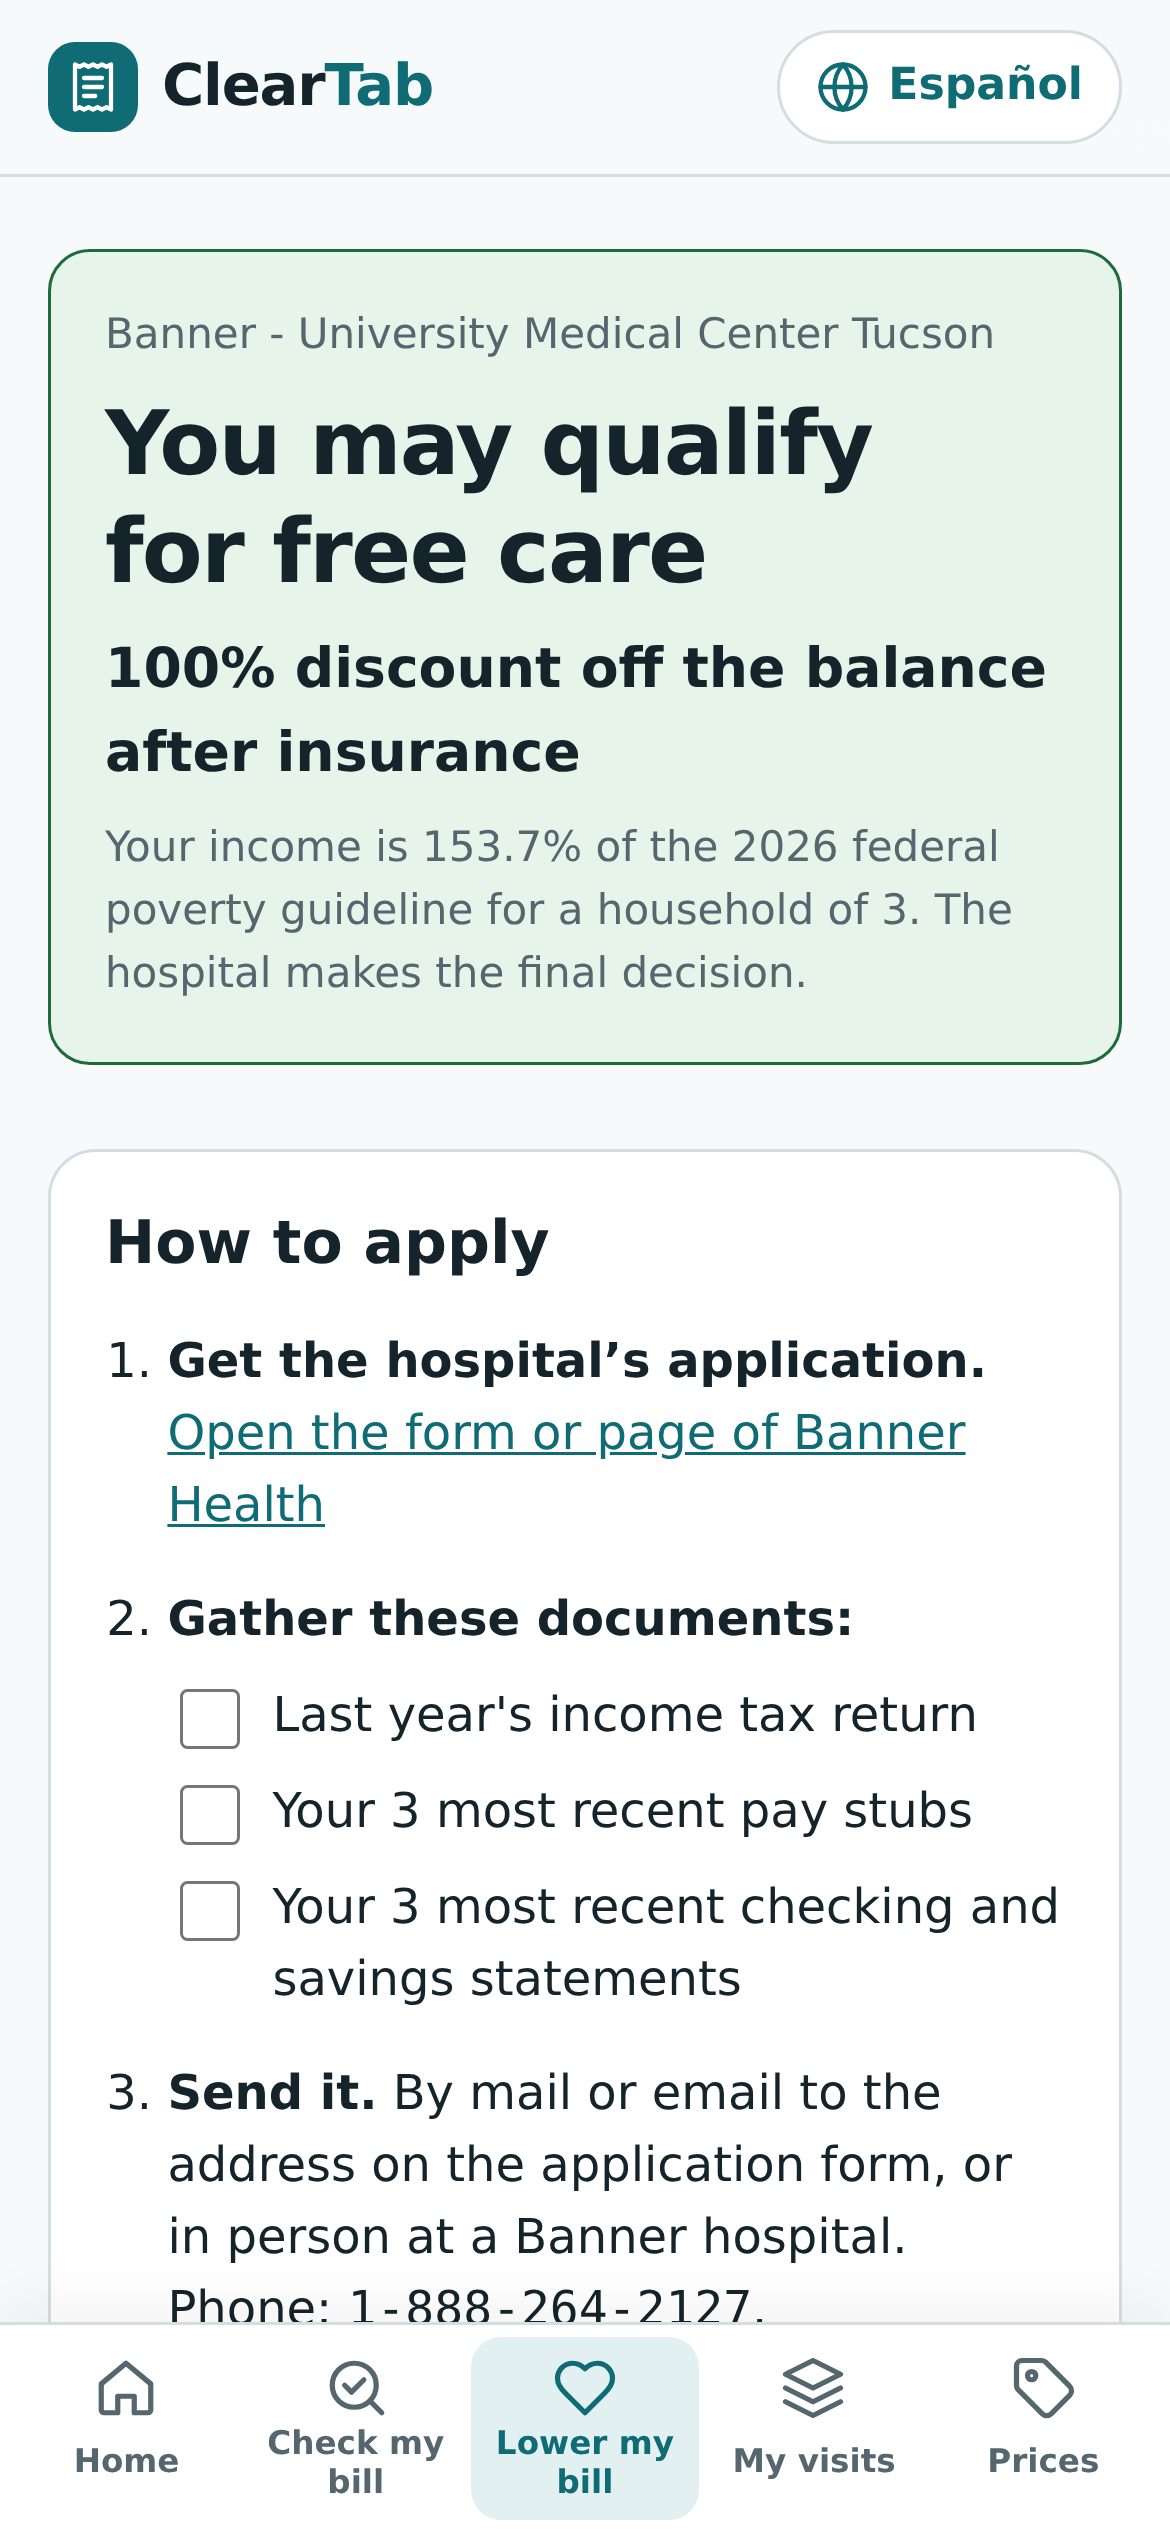 ClearTab
Español
Banner - University Medical Center Tucson
You may qualify
for free care
100% discount off the balance
after insurance
Your income is 153.7% of the 2026 federal
poverty guideline for a household of 3. The
hospital makes the final decision.
How to apply
1. Get the hospital’s application.
Open the form or page of Banner
Health
2. Gather these documents:
Last year's income tax return
Your 3 most recent pay stubs
Your 3 most recent checking and
savings statements
3. Send it. By mail or email to the
address on the application form, or
in person at a Banner hospital.
Phone: 1-888-264-2127.
Home
Check my
bill
Lower my
bill
My visits
Prices